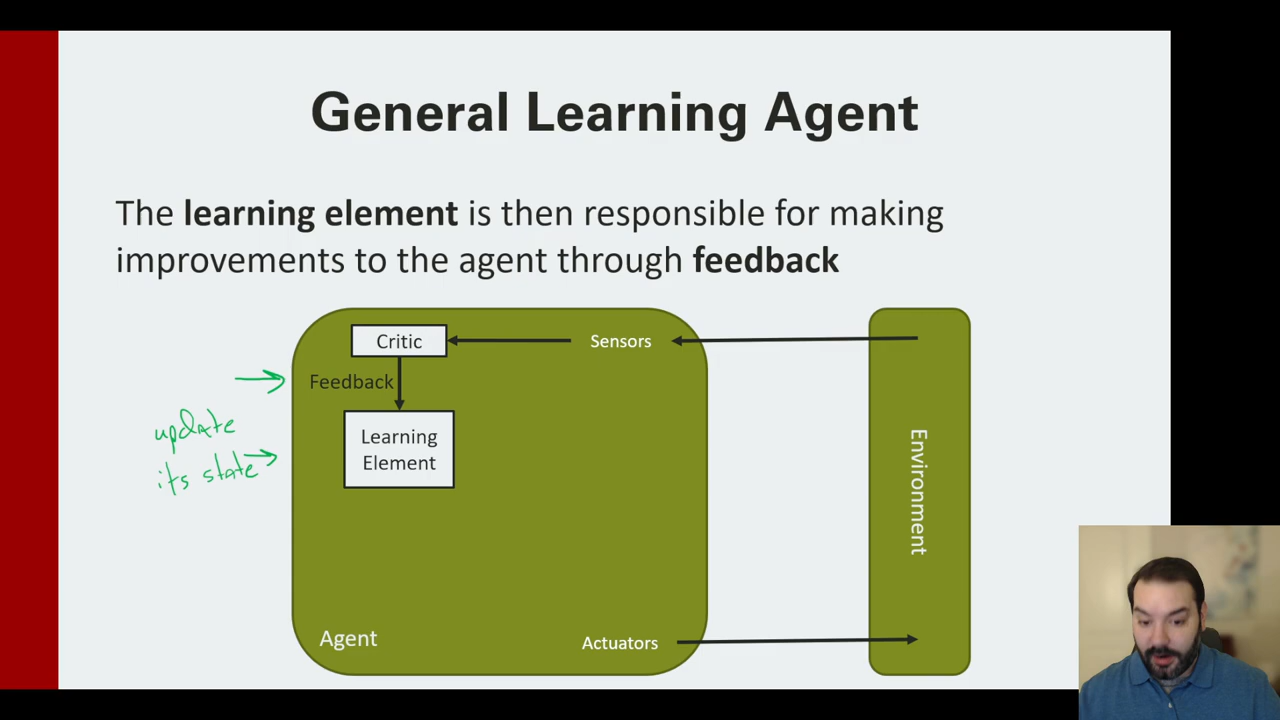 General Learning Agent
The learning element is then responsible for making
improvements to the agent through feedback
Critic
Sensors
Feedback
Learning
Element
update
its state
Environment
Agent
Actuators